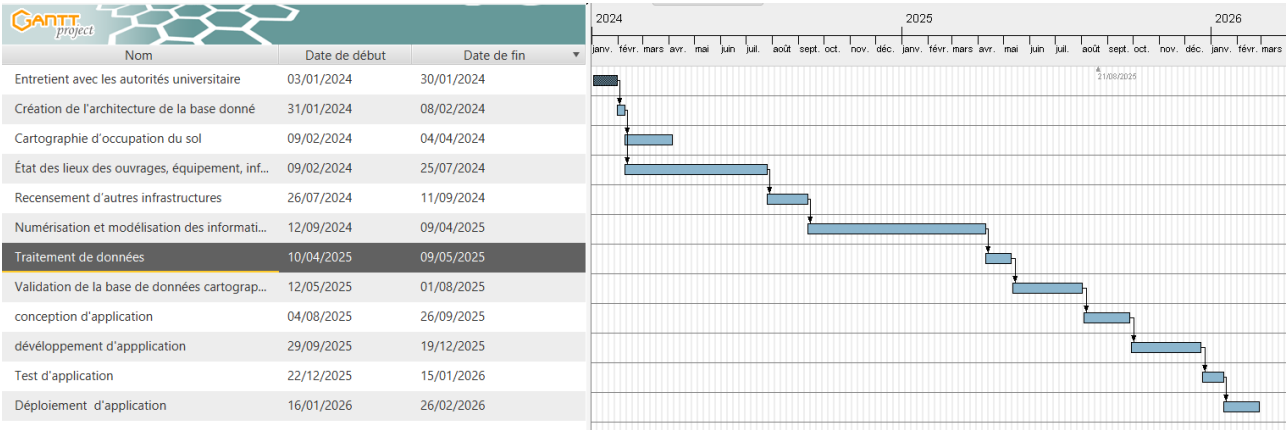 GANTT project
2024 2025 2026
Nom Date de début Date de fin
janv. févr. mars avr. mai juin juil. août sept. oct. nov. déc. janv. févr. mars avr. mai juin juil. août sept. oct. nov. déc. janv. févr. mars
21/08/2025
Entretient avec les autorités universitaire 03/01/2024 30/01/2024
Création de l'architecture de la base donné 31/01/2024 08/02/2024
Cartographie d'occupation du sol 09/02/2024 04/04/2024
État des lieux des ouvrages, équipement, inf... 09/02/2024 25/07/2024
Recensement d'autres infrastructures 26/07/2024 11/09/2024
Numérisation et modélisation des informati... 12/09/2024 09/04/2025
Traitement de données 10/04/2025 09/05/2025
Validation de la base de données cartograp... 12/05/2025 01/08/2025
conception d'application 04/08/2025 26/09/2025
dévéloppement d'appplication 29/09/2025 19/12/2025
Test d'application 22/12/2025 15/01/2026
Déploiement d'application 16/01/2026 26/02/2026